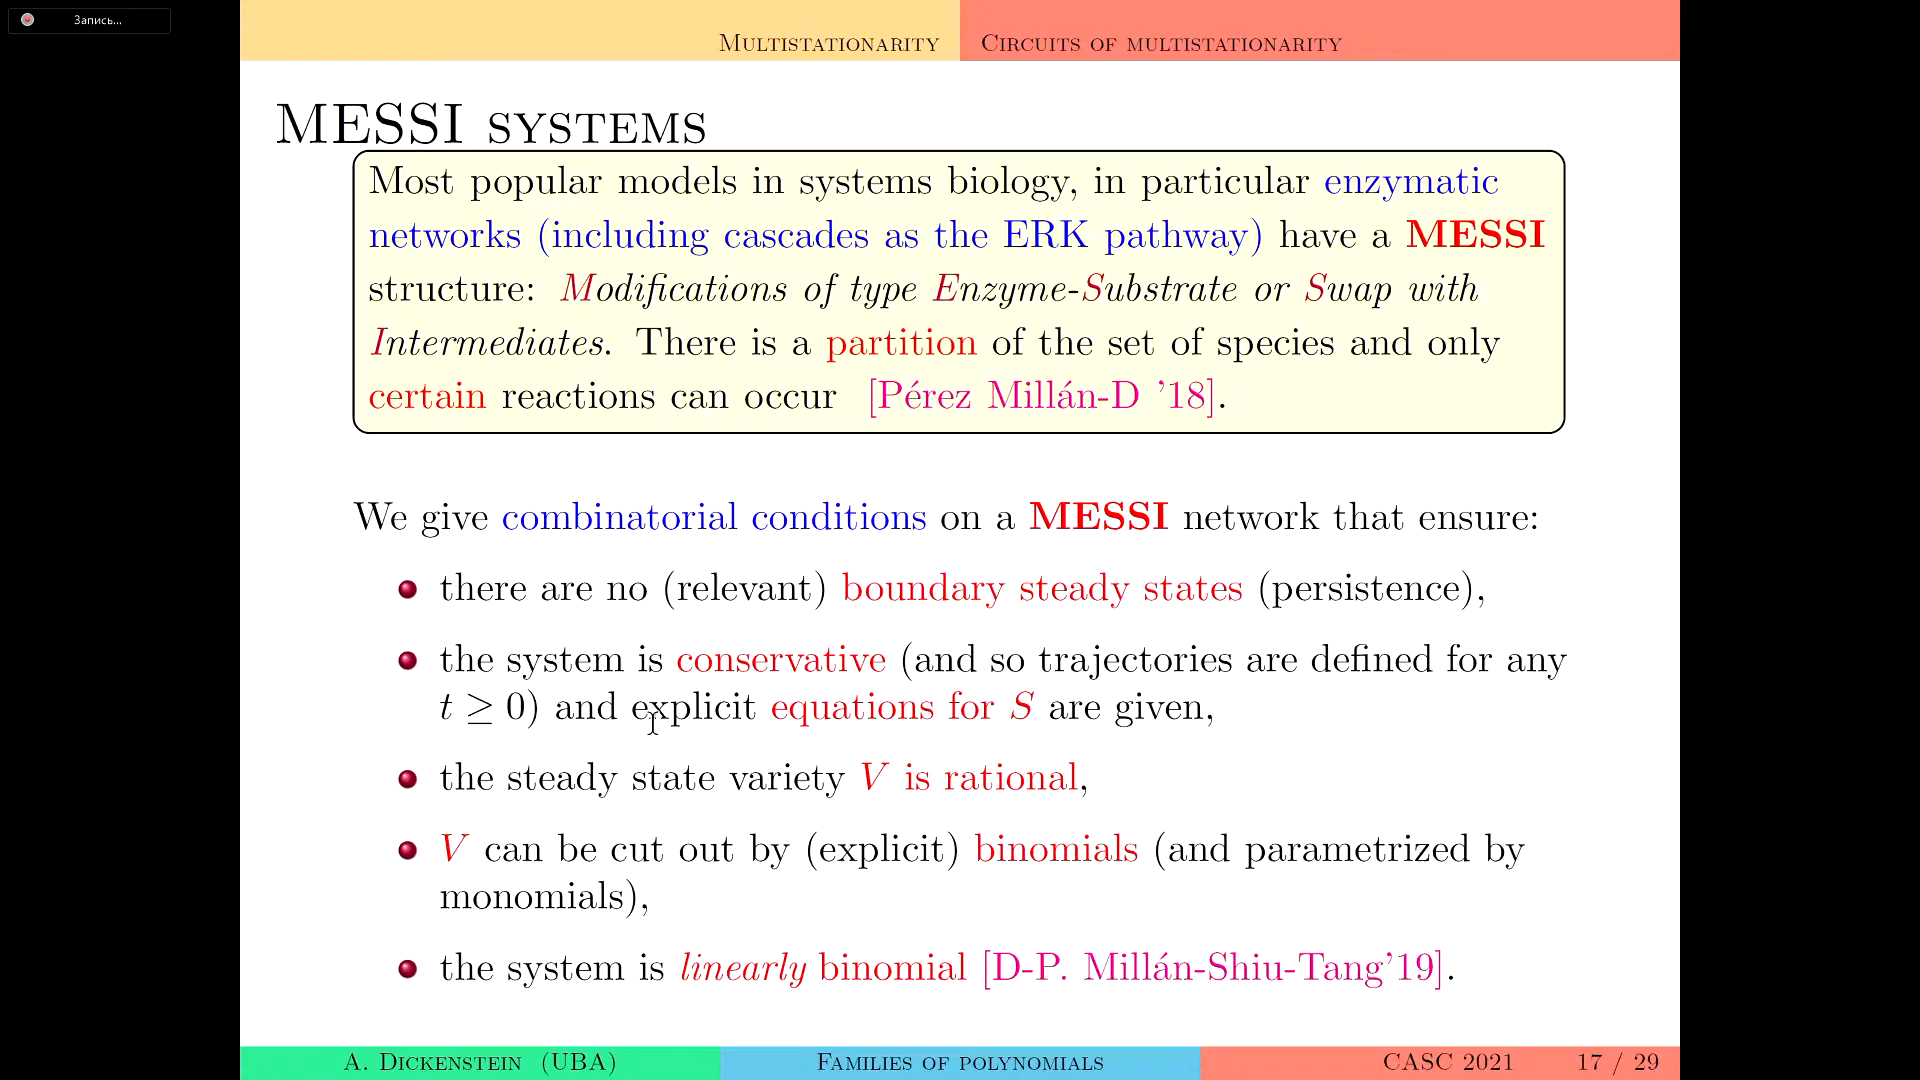 Запись...
Multistationarity
Circuits of multistationarity
MESSI systems
Most popular models in systems biology, in particular enzymatic
networks (including cascades as the ERK pathway) have a MESSI
structure: Modifications of type Enzyme-Substrate or Swap with
Intermediates. There is a partition of the set of species and only
certain reactions can occur [Pérez Millán-D '18].
We give combinatorial conditions on a MESSI network that ensure:
there are no (relevant) boundary steady states (persistence),
the system is conservative (and so trajectories are defined for any
t ≥ 0) and explicit equations for S are given,
the steady state variety V is rational,
V can be cut out by (explicit) binomials (and parametrized by
monomials),
the system is linearly binomial [D-P. Millán-Shiu-Tang'19].
A. Dickenstein (UBA)
Families of polynomials
CASC 2021 17 / 29